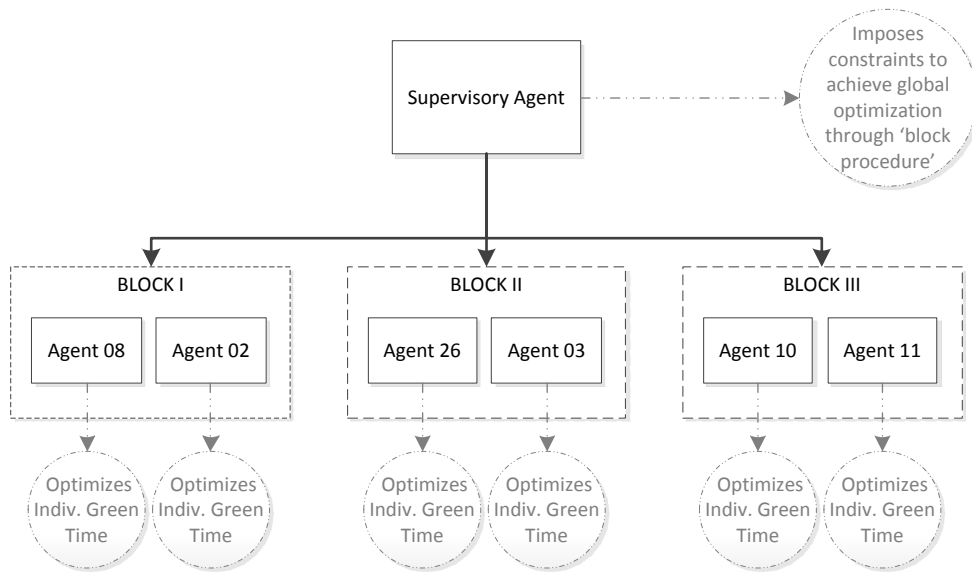 Supervisory Agent
Imposes
constraints to
achieve global
optimization
through ‘block
procedure’
BLOCK I
Agent 08
Agent 02
BLOCK II
Agent 26
Agent 03
BLOCK III
Agent 10
Agent 11
Optimizes
Indiv. Green
Time
Optimizes
Indiv. Green
Time
Optimizes
Indiv. Green
Time
Optimizes
Indiv. Green
Time
Optimizes
Indiv. Green
Time
Optimizes
Indiv. Green
Time